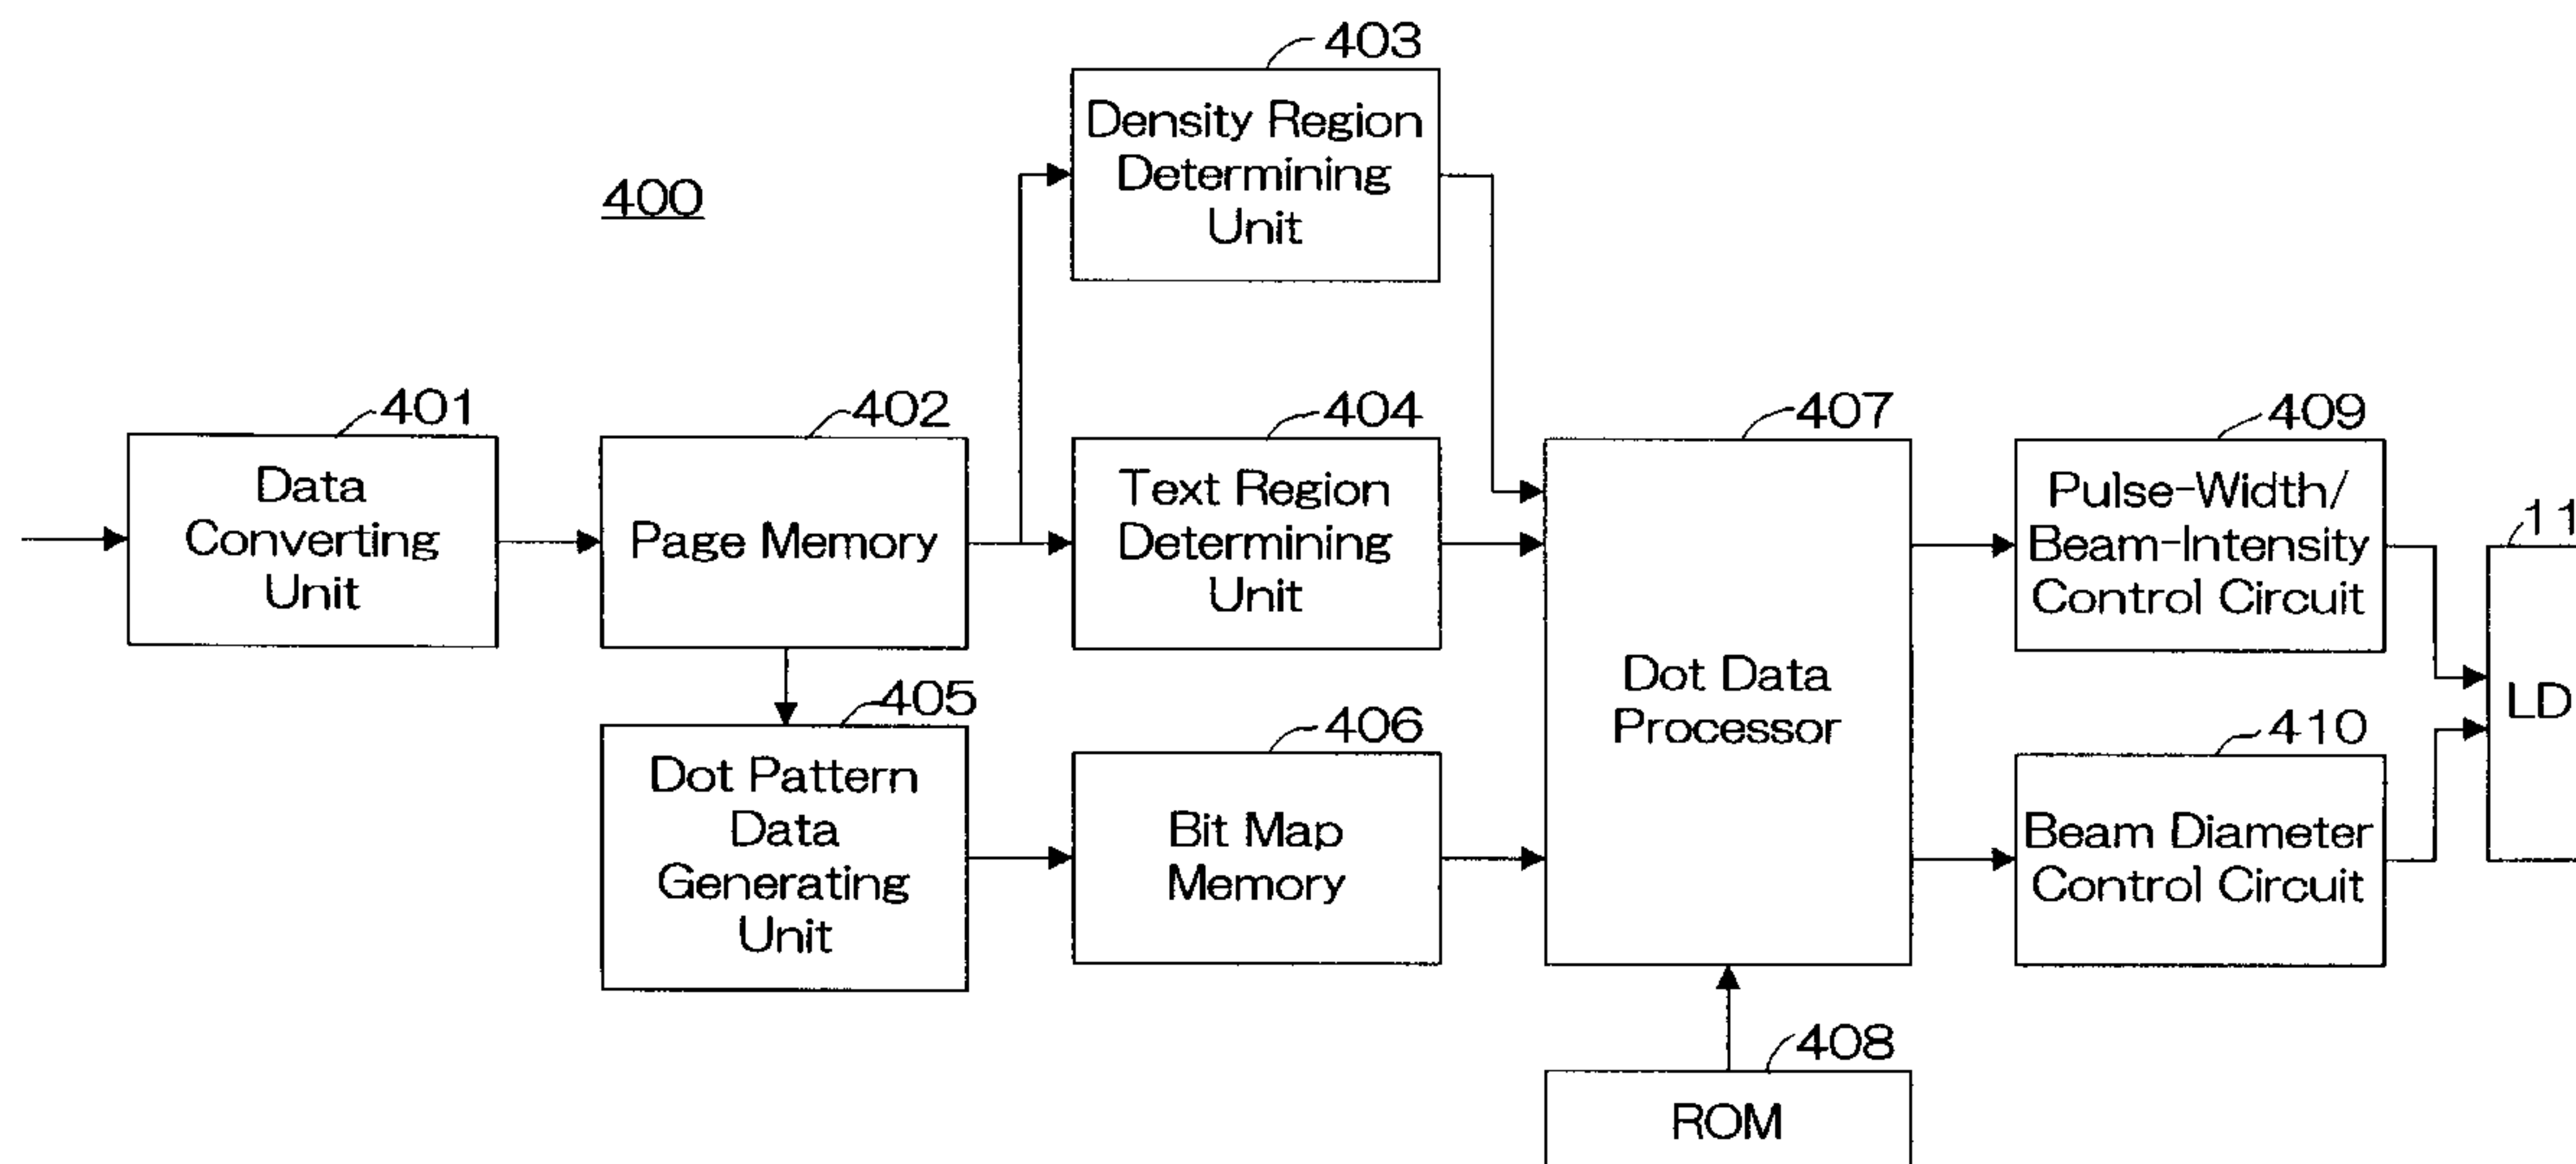 403
Density Region
Determining
Unit
400
401
Data
Converting
Unit
402
Page Memory
404
Text Region
Determining
Unit
405
Dot Pattern
Data
Generating
Unit
406
Bit Map
Memory
407
Dot Data
Processor
408
ROM
409
Pulse-Width/
Beam-Intensity
Control Circuit
410
Beam Diameter
Control Circuit
11
LD